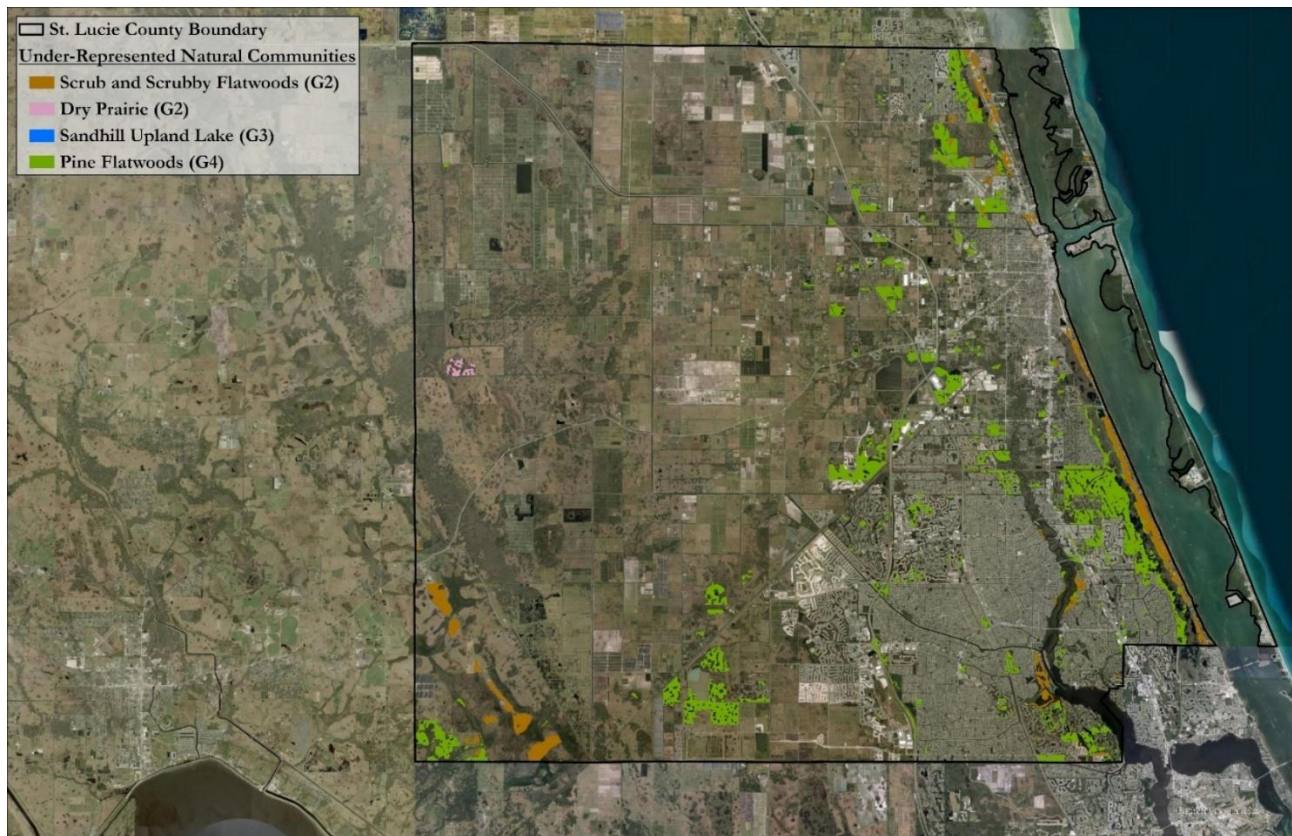 St. Lucie County Boundary
Under-Represented Natural Communities
Scrub and Scrubby Flatwoods (G2)
Dry Prairie (G2)
Sandhill Upland Lake (G3)
Pine Flatwoods (G4)